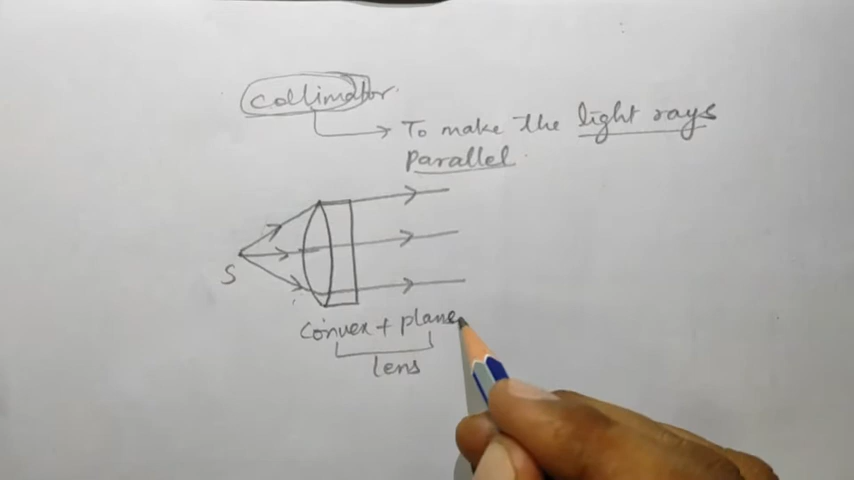 collimator.
To make the light rays
parallel.
S
convex + plane
lens